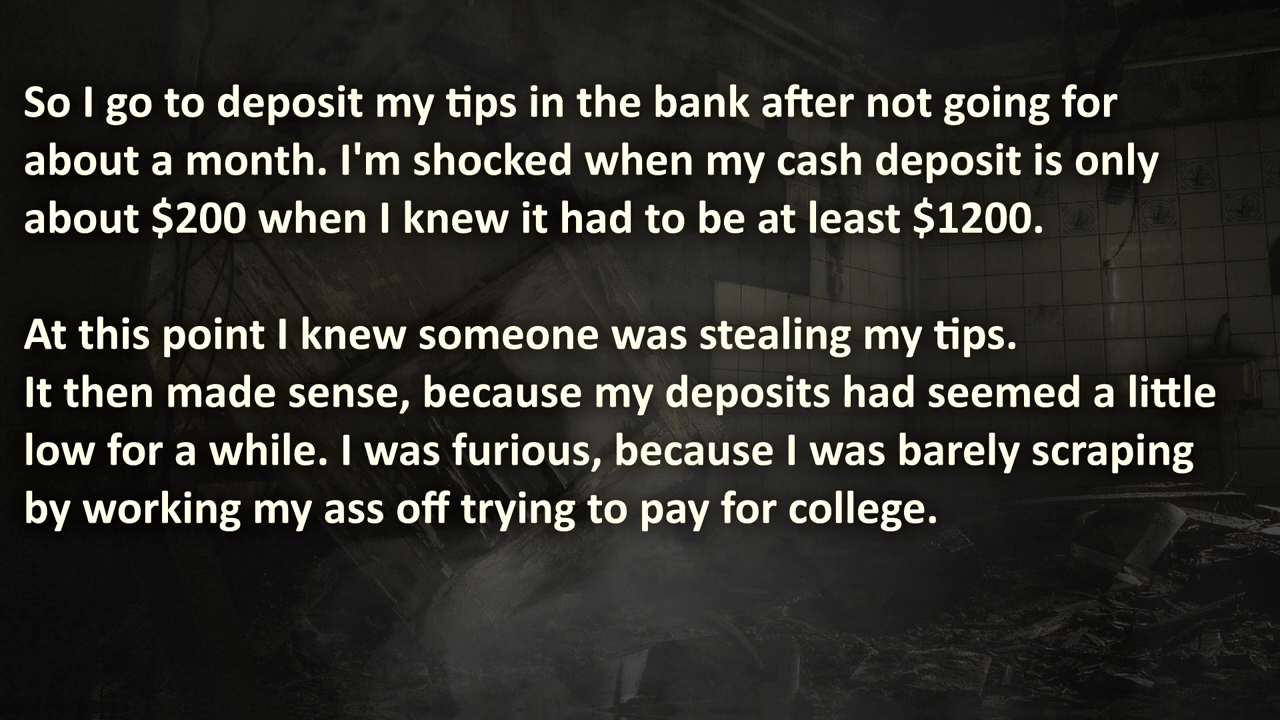 So I go to deposit my tips in the bank after not going for
about a month. I'm shocked when my cash deposit is only
about $200 when I knew it had to be at least $1200.
At this point I knew someone was stealing my tips.
It then made sense, because my deposits had seemed a little
low for a while. I was furious, because I was barely scraping
by working my ass off trying to pay for college.